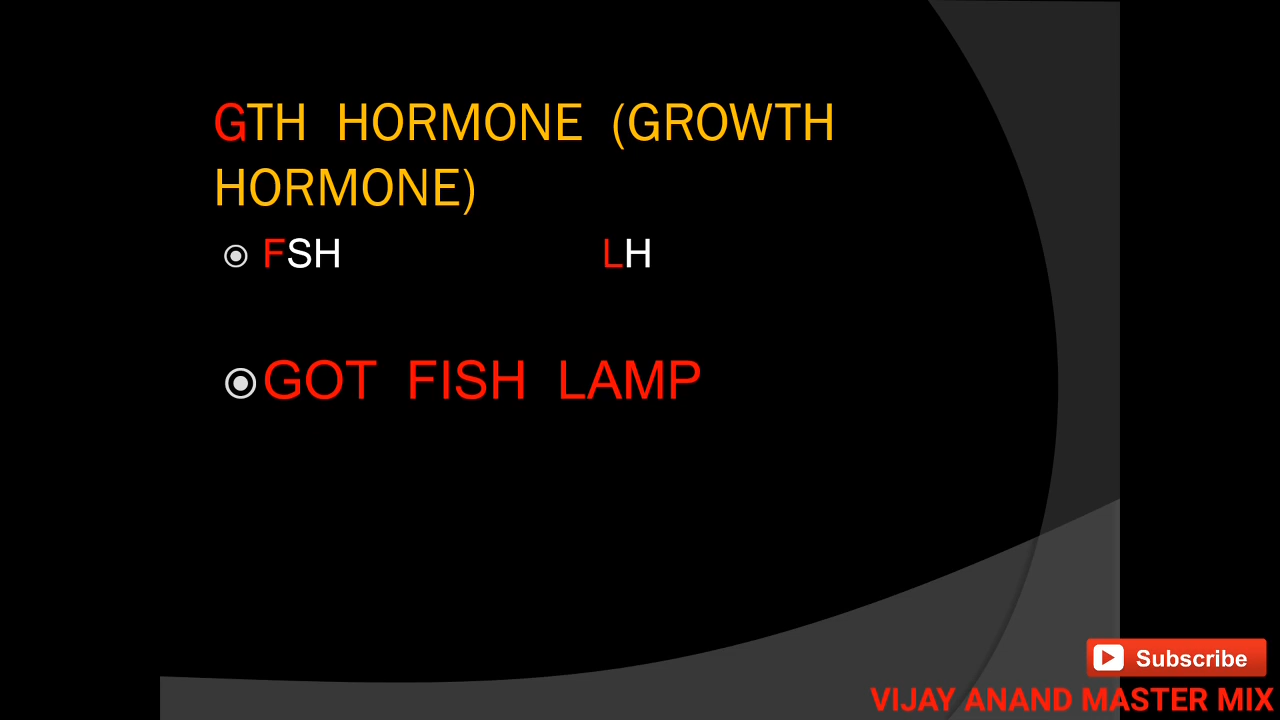 GTH HORMONE (GROWTH
HORMONE)
FSH LH
GOT FISH LAMP
Subscribe
VIJAY ANAND MASTER MIX